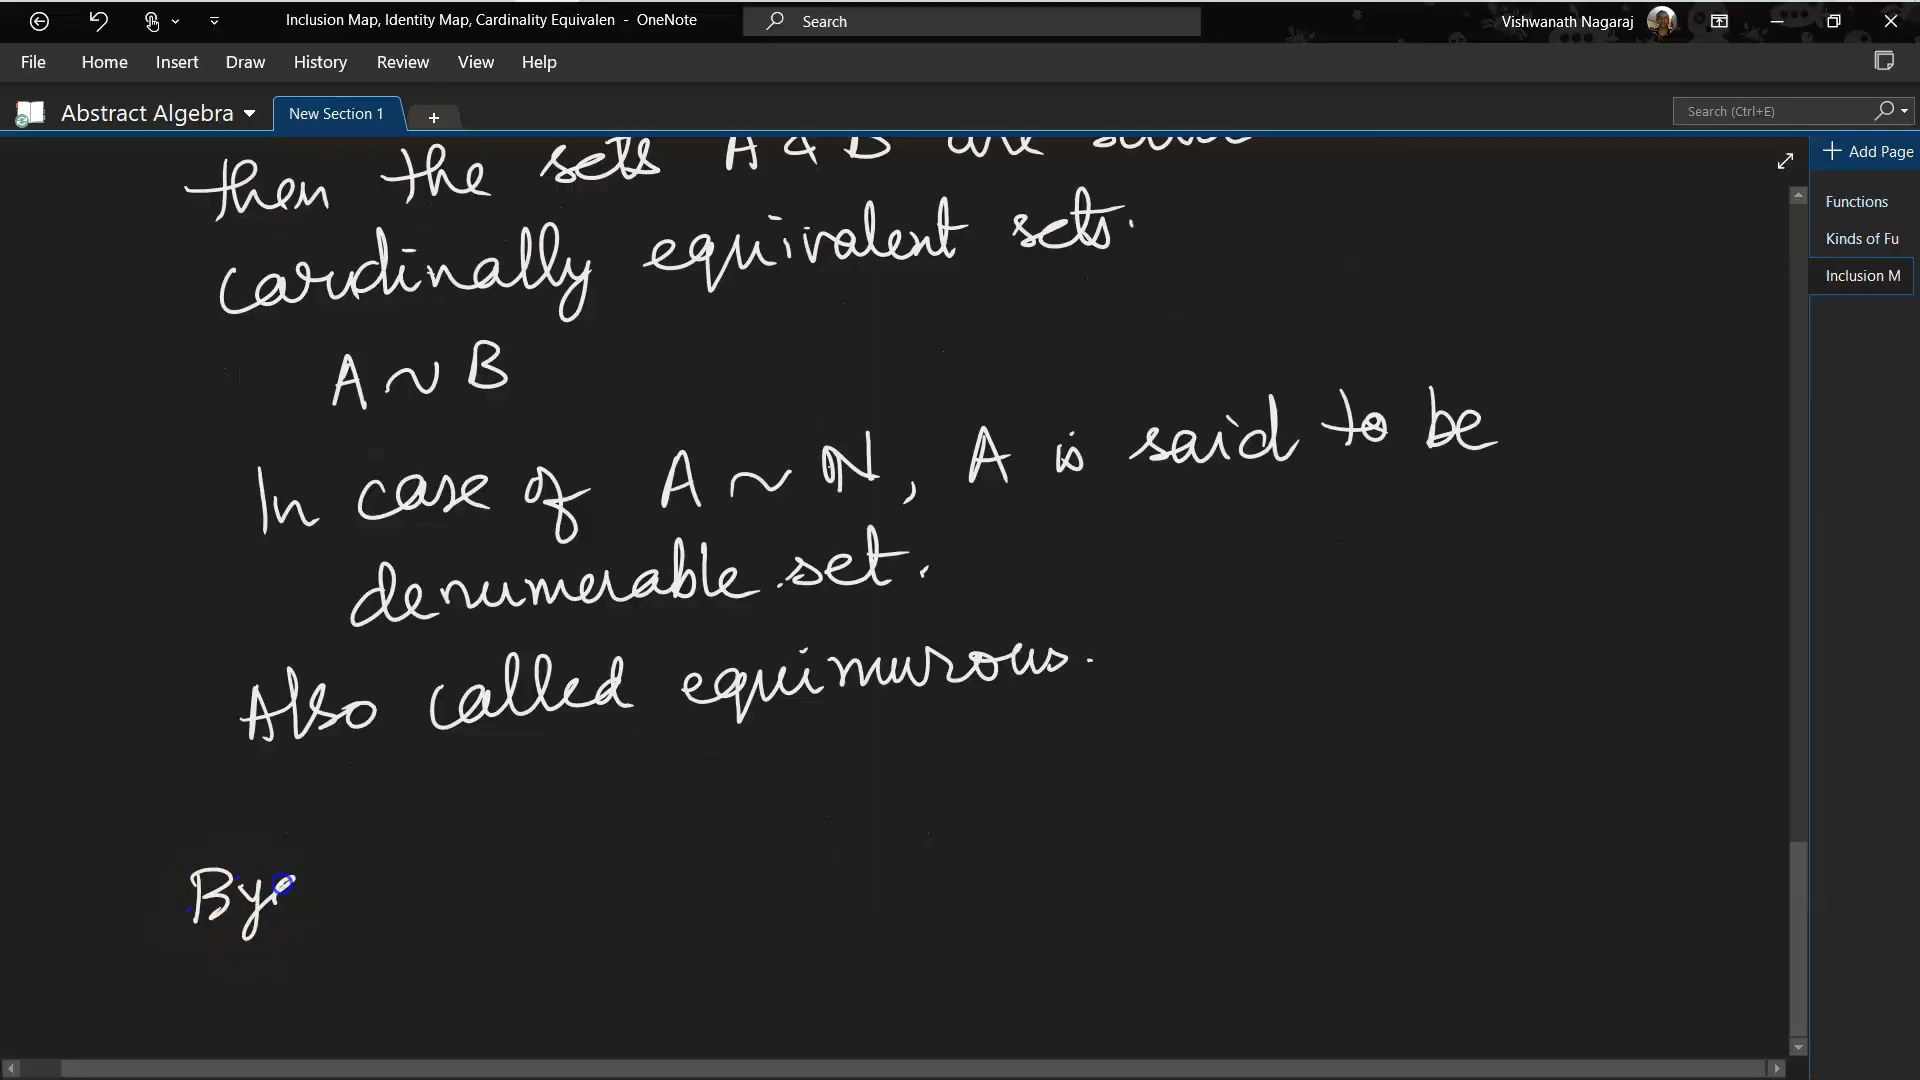 Inclusion Map, Identity Map, Cardinality Equivalen - OneNote
Search
Vishwanath Nagaraj
File Home Insert Draw History Review View Help
Abstract Algebra
New Section 1
Search (Ctrl+E)
Add Page
Functions
Kinds of Fu
Inclusion M
then the sets A & B are
cardinally equivalent sets.
A ~ B
In case of A ~ N, A is said to be
denumerable set.
Also called equinumurous.
By